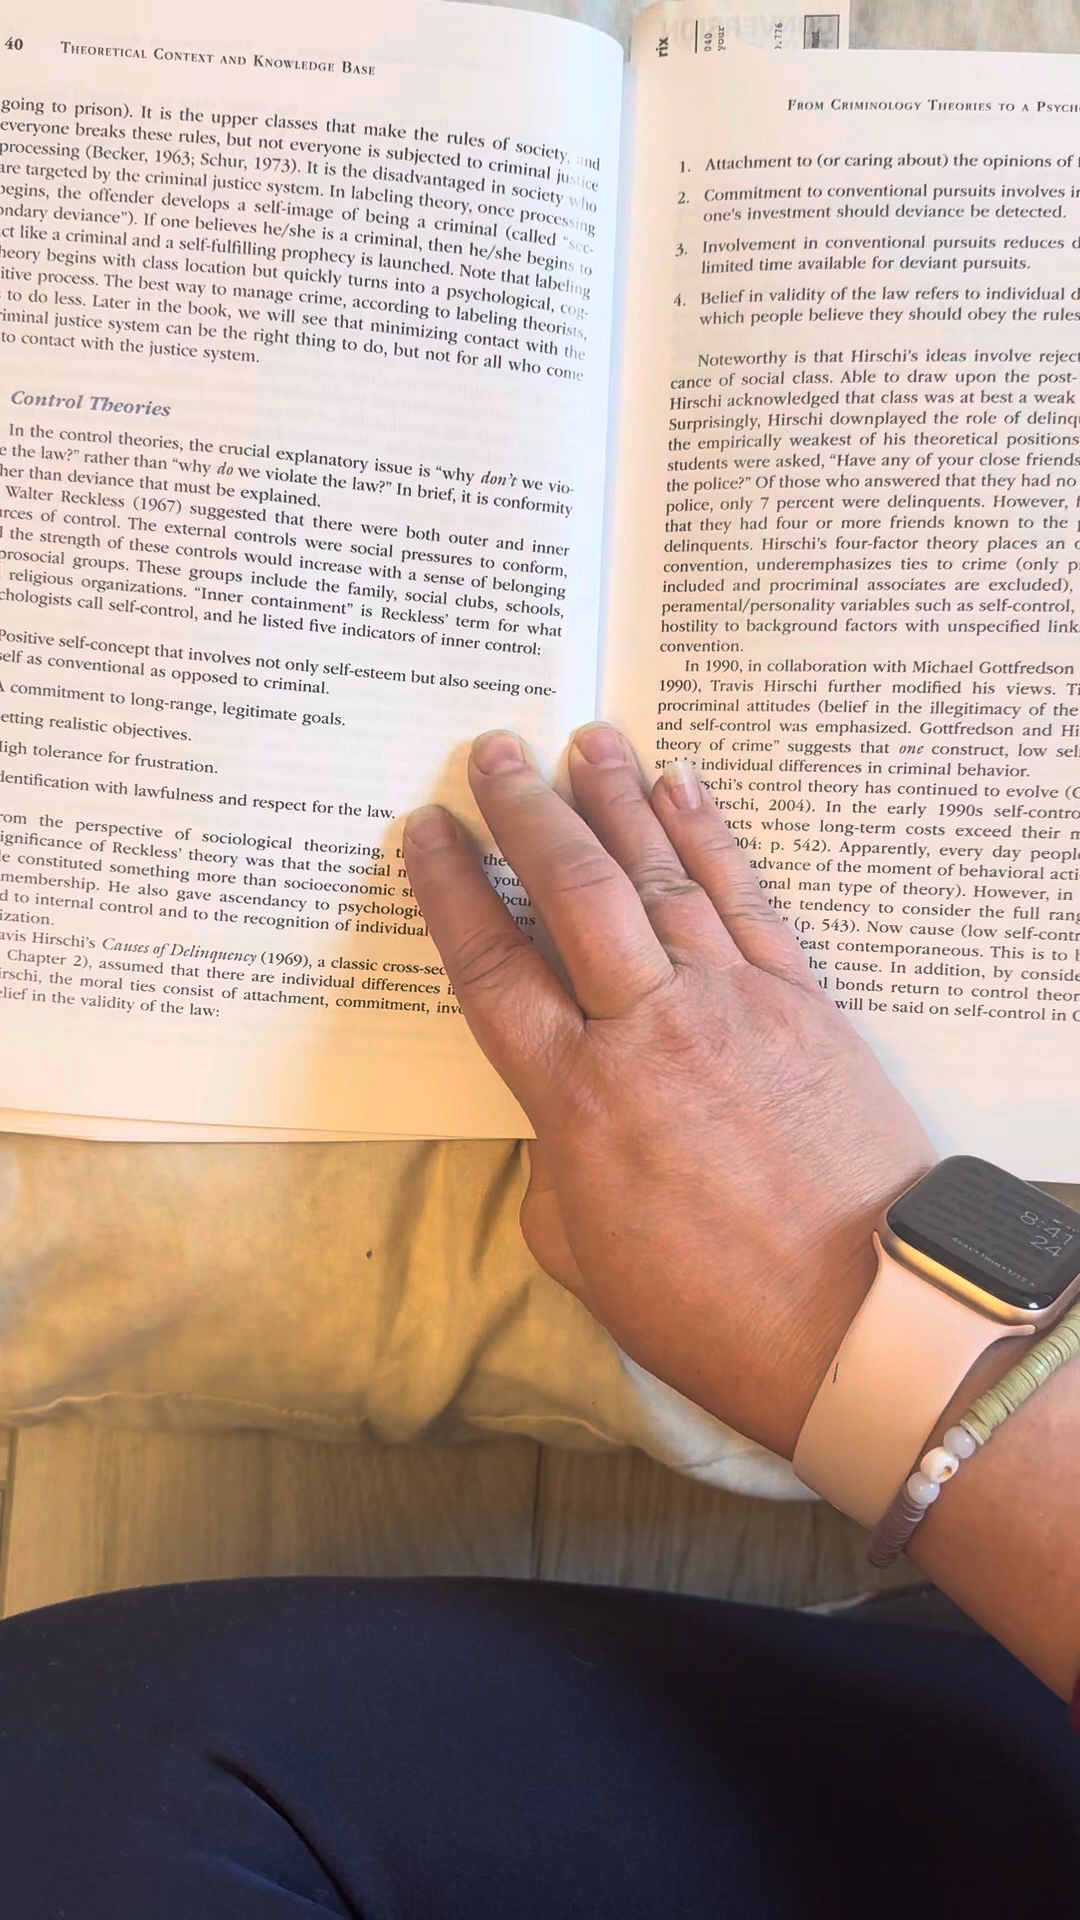 40 THEORETICAL CONTEXT AND KNOWLEDGE BASE
going to prison). It is the upper classes that make the rules of society, and
everyone breaks these rules, but not everyone is subjected to criminal justice
processing (Becker, 1963; Schur, 1973). It is the disadvantaged in society who
are targeted by the criminal justice system. In labeling theory, once processing
begins, the offender develops a self-image of being a criminal (called "sec-
ondary deviance"). If one believes he/she is a criminal, then he/she begins to
ct like a criminal and a self-fulfilling prophecy is launched. Note that labeling
heory begins with class location but quickly turns into a psychological, cog-
itive process. The best way to manage crime, according to labeling theorists,
to do less. Later in the book, we will see that minimizing contact with the
iminal justice system can be the right thing to do, but not for all who come
to contact with the justice system.
Control Theories
In the control theories, the crucial explanatory issue is "why don't we vio-
e the law?" rather than "why do we violate the law?" In brief, it is conformity
her than deviance that must be explained.
Walter Reckless (1967) suggested that there were both outer and inner
urces of control. The external controls were social pressures to conform,
l the strength of these controls would increase with a sense of belonging
prosocial groups. These groups include the family, social clubs, schools,
religious organizations. "Inner containment" is Reckless' term for what
chologists call self-control, and he listed five indicators of inner control:
Positive self-concept that involves not only self-esteem but also seeing one-
self as conventional as opposed to criminal.
A commitment to long-range, legitimate goals.
etting realistic objectives.
High tolerance for frustration.
dentification with lawfulness and respect for the law.
rom the perspective of sociological theorizing, the
ignificance of Reckless' theory was that the social n you
e constituted something more than socioeconomic st bcul
membership. He also gave ascendancy to psychologic ms
d to internal control and to the recognition of individual
ization.
avis Hirschi's Causes of Delinquency (1969), a classic cross-sec
Chapter 2), assumed that there are individual differences i
irschi, the moral ties consist of attachment, commitment, invo
elief in the validity of the law:
rix
040
your
FROM CRIMINOLOGY THEORIES TO A PSYCH
1. Attachment to (or caring about) the opinions of
2. Commitment to conventional pursuits involves in
one's investment should deviance be detected.
3. Involvement in conventional pursuits reduces d
limited time available for deviant pursuits.
4. Belief in validity of the law refers to individual d
which people believe they should obey the rules
Noteworthy is that Hirschi's ideas involve reject
cance of social class. Able to draw upon the post-
Hirschi acknowledged that class was at best a weak
Surprisingly, Hirschi downplayed the role of delinqu
the empirically weakest of his theoretical positions
students were asked, "Have any of your close friends
the police?" Of those who answered that they had no
police, only 7 percent were delinquents. However,
that they had four or more friends known to the p
delinquents. Hirschi's four-factor theory places an
convention, underemphasizes ties to crime (only p
included and procriminal associates are excluded),
peramental/personality variables such as self-control,
hostility to background factors with unspecified link
convention.
In 1990, in collaboration with Michael Gottfredson
1990), Travis Hirschi further modified his views. Ti
procriminal attitudes (belief in the illegitimacy of the
and self-control was emphasized. Gottfredson and Hi
theory of crime" suggests that one construct, low sel
individual differences in criminal behavior.
rschi's control theory has continued to evolve (
irschi, 2004). In the early 1990s self-contro
acts whose long-term costs exceed their m
004: p. 542). Apparently, every day people
advance of the moment of behavioral acti
onal man type of theory). However, in
the tendency to consider the full rang
" (p. 543). Now cause (low self-contr
east contemporaneous. This is to
he cause. In addition, by conside
l bonds return to control theor
will be said on self-control in C
8:47
24